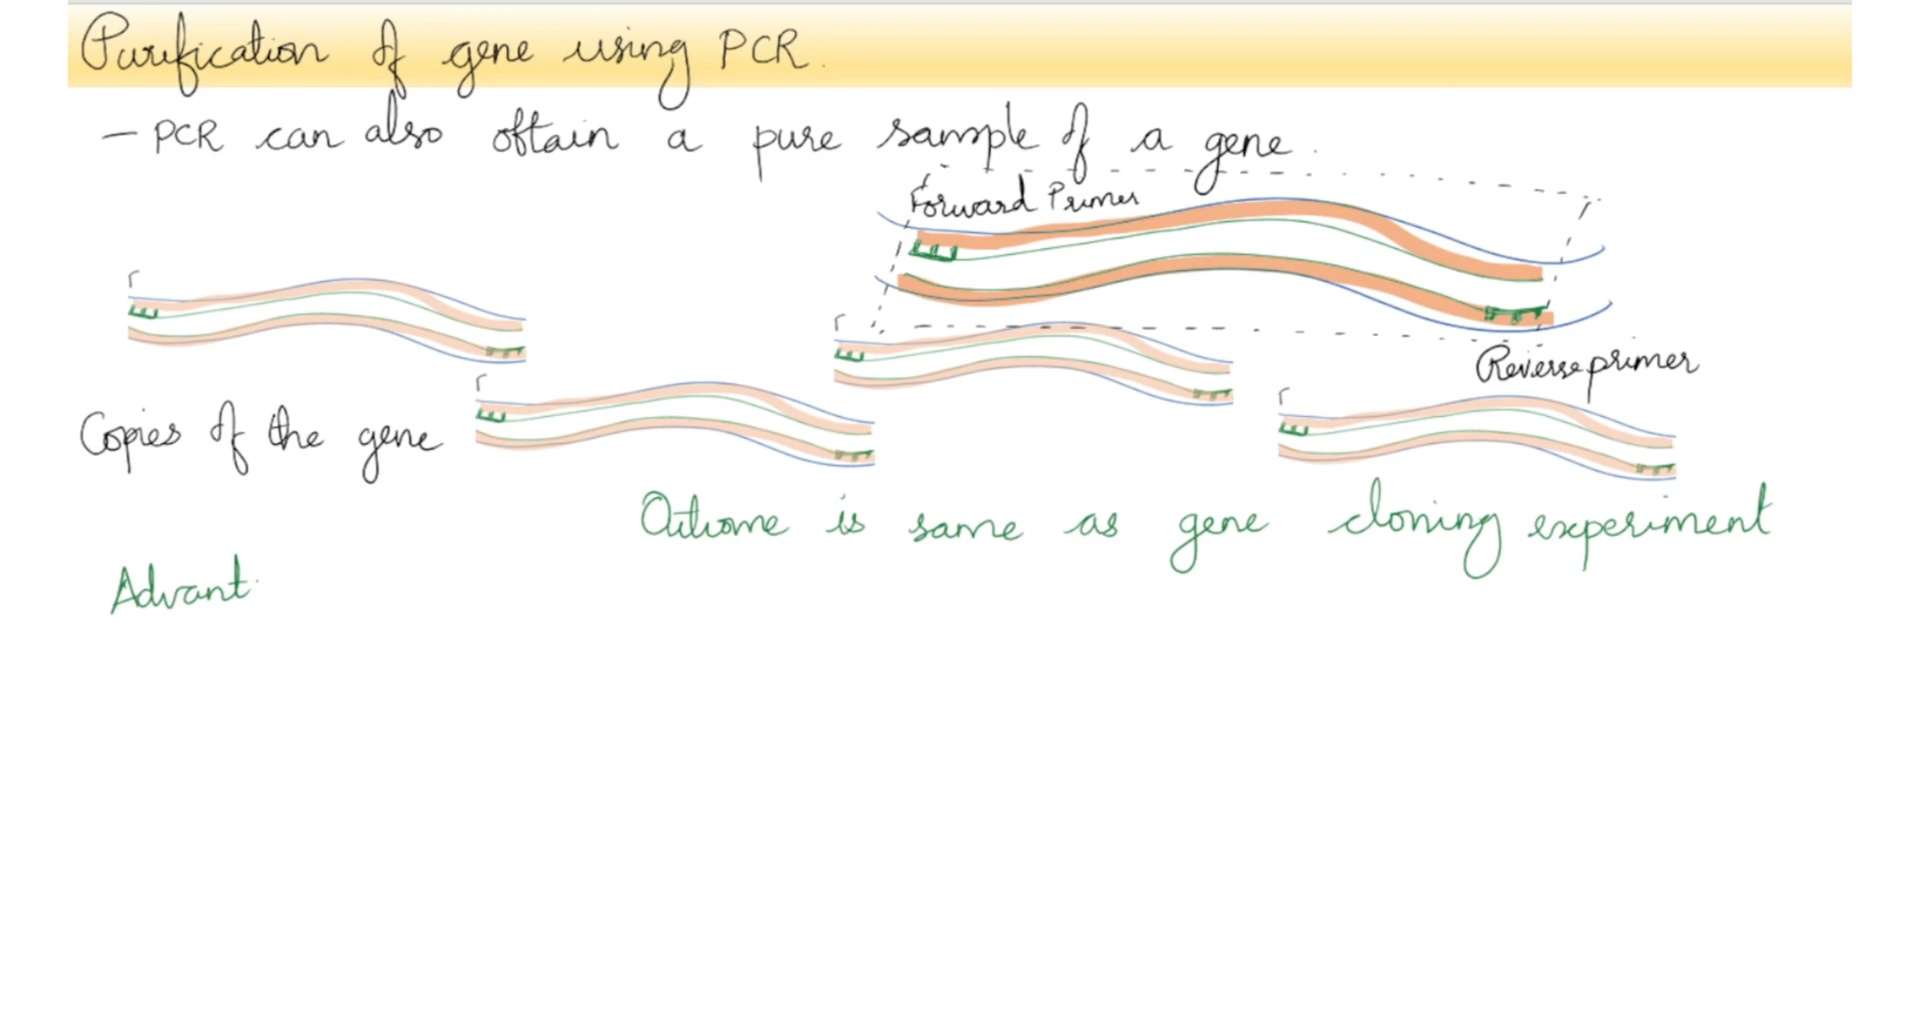 Purification of gene using PCR.
- PCR can also obtain a pure sample of a gene.
Forward Primer
Reverse primer
Copies of the gene
Outcome is same as gene cloning experiment
Advant